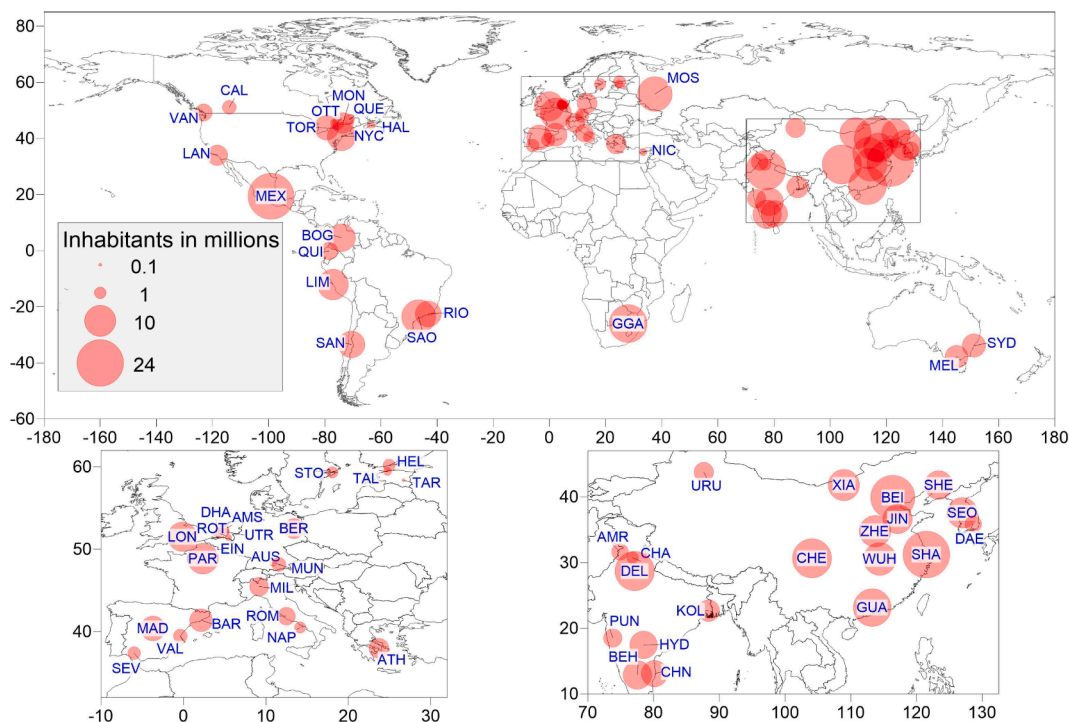 80
60
40
20
0
-20
-40
-60
-180 -160 -140 -120 -100 -80 -60 -40 -20 0 20 40 60 80 100 120 140 160 180
CAL
VAN
MON
OTT QUE
TOR HAL
NYC
LAN
MEX
BOG
QUI
LIM
RIO
SAO
SAN
MOS
NIC
GGA
SYD
MEL
Inhabitants in millions
0.1
1
10
24
60
50
40
-10 0 10 20 30
STO HEL
TAL
TAR
DHA AMS
ROT BER
LON UTR
EIN
PAR AUS
MUN
MIL
ROM
BAR
MAD
NAP
VAL
ATH
SEV
40
30
20
10
70 80 90 100 110 120 130
URU XIA SHE
BEI
SEO
JIN
ZHE DAE
AMR
CHA
DEL CHE WUH SHA
KOL GUA
PUN
HYD
BEH
CHN